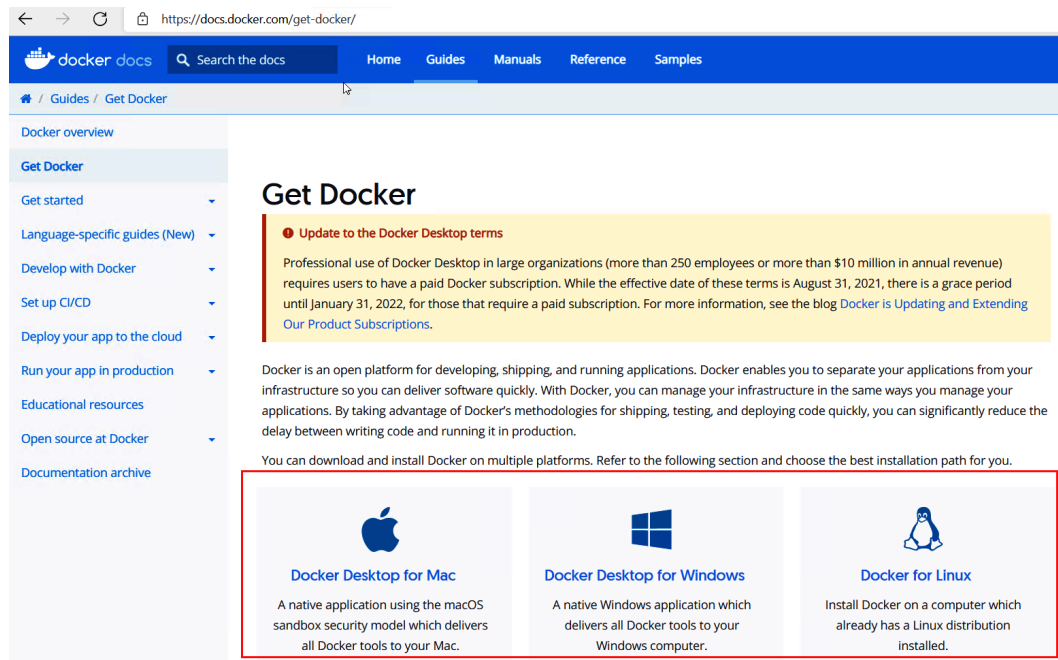 https://docs.docker.com/get-docker/
docker docs
Search the docs
Home
Guides
Manuals
Reference
Samples
/ Guides / Get Docker
Docker overview
Get Docker
Get started
Language-specific guides (New)
Develop with Docker
Set up CI/CD
Deploy your app to the cloud
Run your app in production
Educational resources
Open source at Docker
Documentation archive
Get Docker
Update to the Docker Desktop terms
Professional use of Docker Desktop in large organizations (more than 250 employees or more than $10 million in annual revenue)
requires users to have a paid Docker subscription. While the effective date of these terms is August 31, 2021, there is a grace period
until January 31, 2022, for those that require a paid subscription. For more information, see the blog Docker is Updating and Extending
Our Product Subscriptions.
Docker is an open platform for developing, shipping, and running applications. Docker enables you to separate your applications from your
infrastructure so you can deliver software quickly. With Docker, you can manage your infrastructure in the same ways you manage your
applications. By taking advantage of Docker's methodologies for shipping, testing, and deploying code quickly, you can significantly reduce the
delay between writing code and running it in production.
You can download and install Docker on multiple platforms. Refer to the following section and choose the best installation path for you.
Docker Desktop for Mac
A native application using the macOS
sandbox security model which delivers
all Docker tools to your Mac.
Docker Desktop for Windows
A native Windows application which
delivers all Docker tools to your
Windows computer.
Docker for Linux
Install Docker on a computer which
already has a Linux distribution
installed.